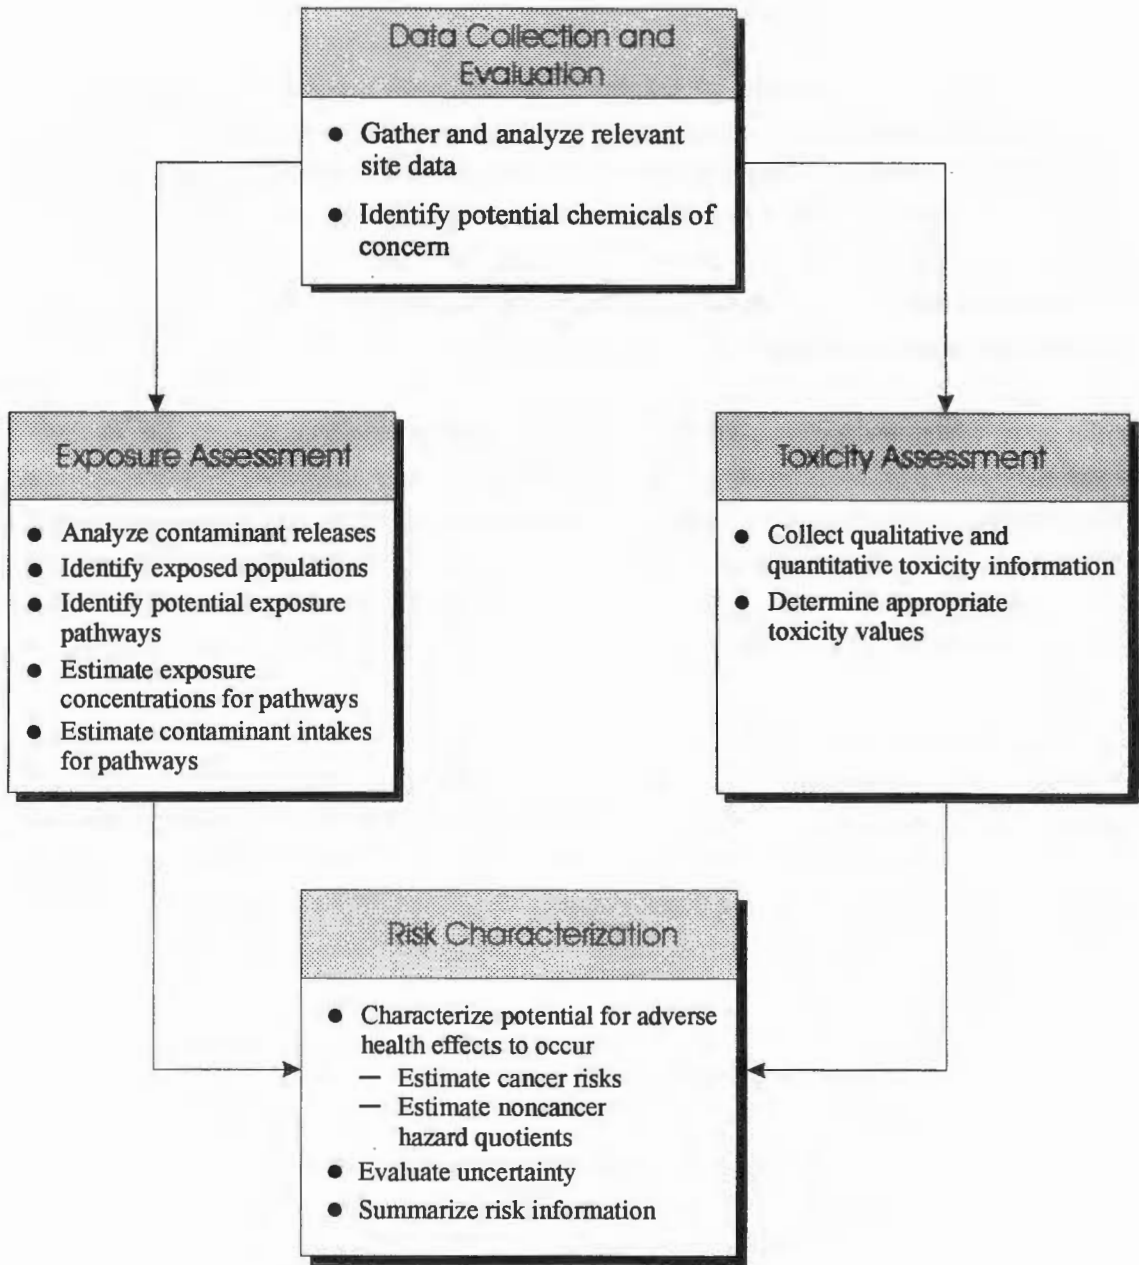 Data Collection and
Evaluation
● Gather and analyze relevant
site data
● Identify potential chemicals of
concern
Exposure Assessment
● Analyze contaminant releases
● Identify exposed populations
● Identify potential exposure
pathways
● Estimate exposure
concentrations for pathways
● Estimate contaminant intakes
for pathways
Toxicity Assessment
● Collect qualitative and
quantitative toxicity information
● Determine appropriate
toxicity values
Risk Characterization
● Characterize potential for adverse
health effects to occur
— Estimate cancer risks
— Estimate noncancer
hazard quotients
● Evaluate uncertainty
● Summarize risk information